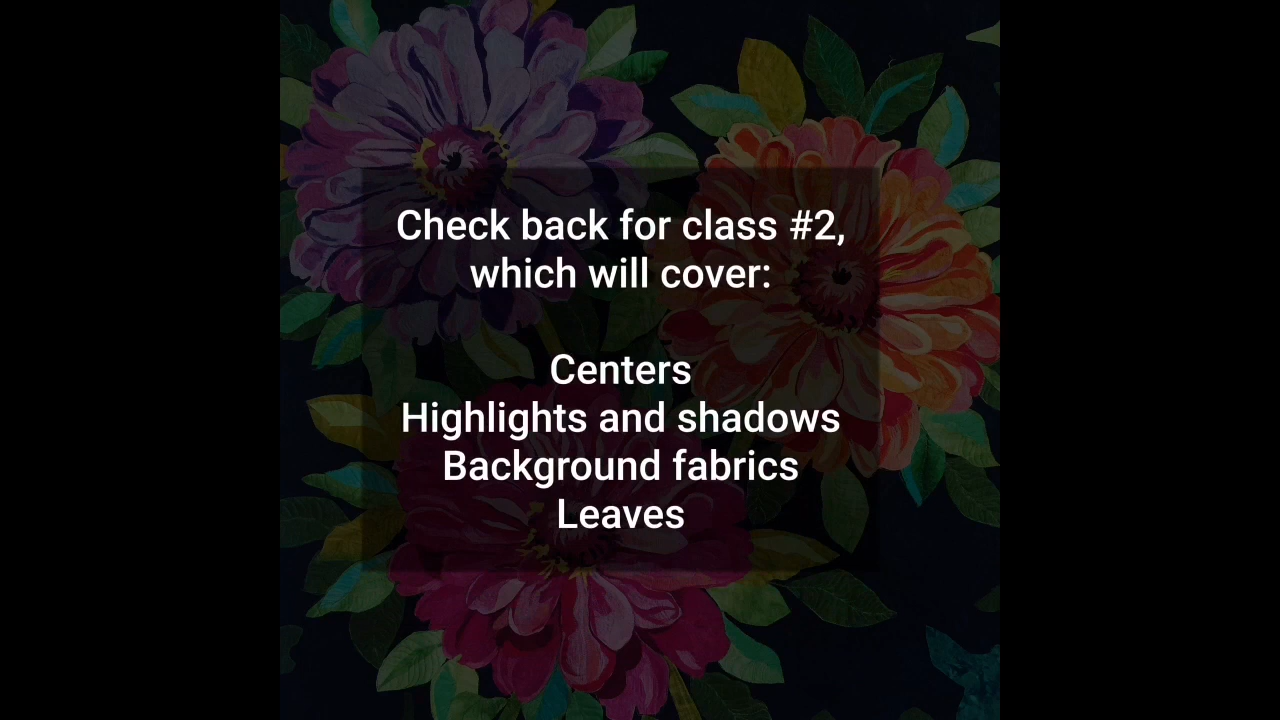 Check back for class #2,
which will cover:
Centers
Highlights and shadows
Background fabrics
Leaves